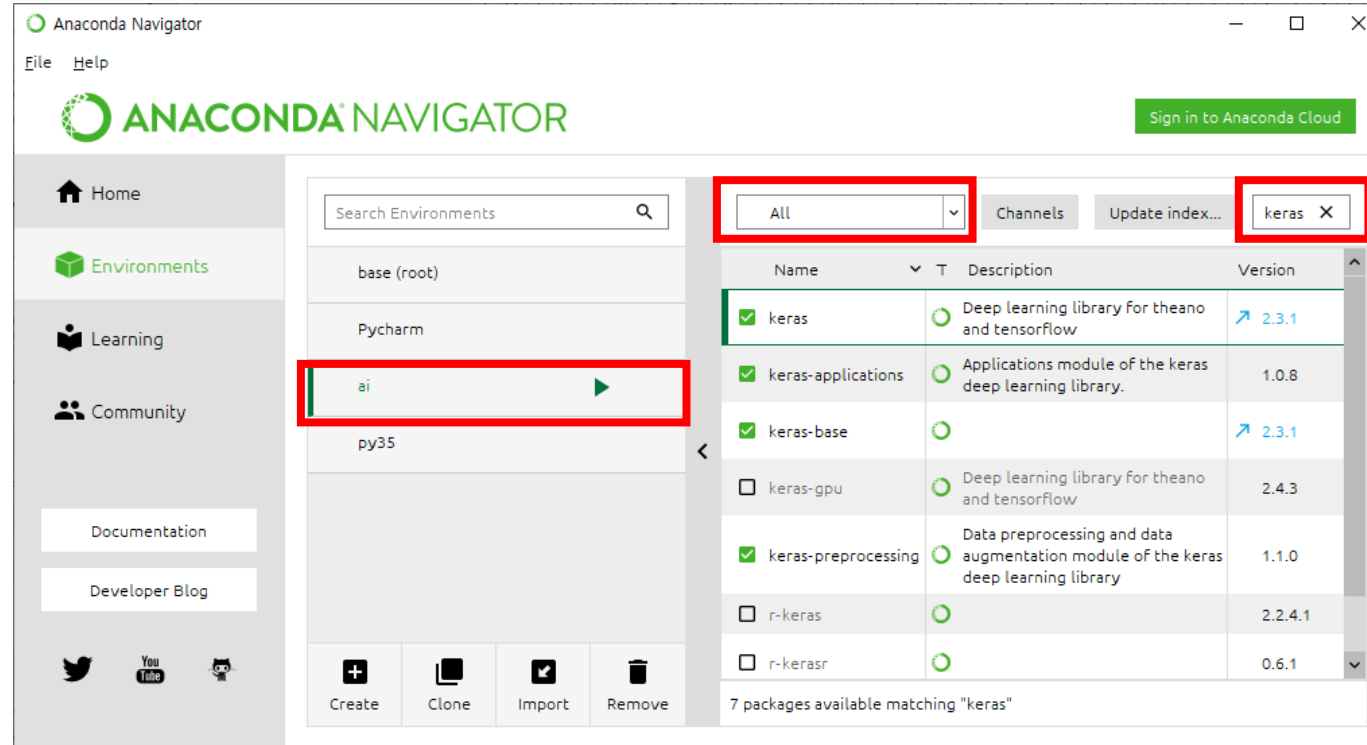 Anaconda Navigator
File Help
ANACONDA NAVIGATOR
Sign in to Anaconda Cloud
Home
Environments
Learning
Community
Documentation
Developer Blog
You
Tube
Search Environments
base (root)
Pycharm
ai
py35
Create Clone Import Remove
All Channels Update index... keras
Name T Description Version
keras Deep learning library for theano
and tensorflow 2.3.1
keras-applications Applications module of the keras
deep learning library. 1.0.8
keras-base 2.3.1
keras-gpu Deep learning library for theano
and tensorflow 2.4.3
keras-preprocessing Data preprocessing and data
augmentation module of the keras
deep learning library 1.1.0
r-keras 2.2.4.1
r-kerasr 0.6.1
7 packages available matching "keras"